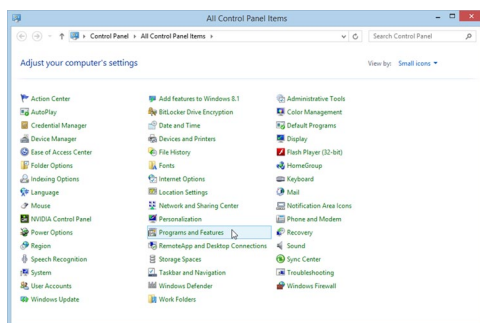 All Control Panel Items
Control Panel
All Control Panel Items
Search Control Panel
Adjust your computer's settings
View by: Small icons
Action Center
Add features to Windows 8.1
Administrative Tools
AutoPlay
BitLocker Drive Encryption
Color Management
Credential Manager
Date and Time
Default Programs
Device Manager
Devices and Printers
Display
Ease of Access Center
File History
Flash Player (32-bit)
Folder Options
Fonts
HomeGroup
Indexing Options
Internet Options
Keyboard
Language
Location Settings
Mail
Mouse
Network and Sharing Center
Notification Area Icons
NVIDIA Control Panel
Personalization
Phone and Modem
Power Options
Programs and Features
Recovery
Region
RemoteApp and Desktop Connections
Sound
Speech Recognition
Storage Spaces
Sync Center
System
Taskbar and Navigation
Troubleshooting
User Accounts
Windows Defender
Windows Firewall
Windows Update
Work Folders